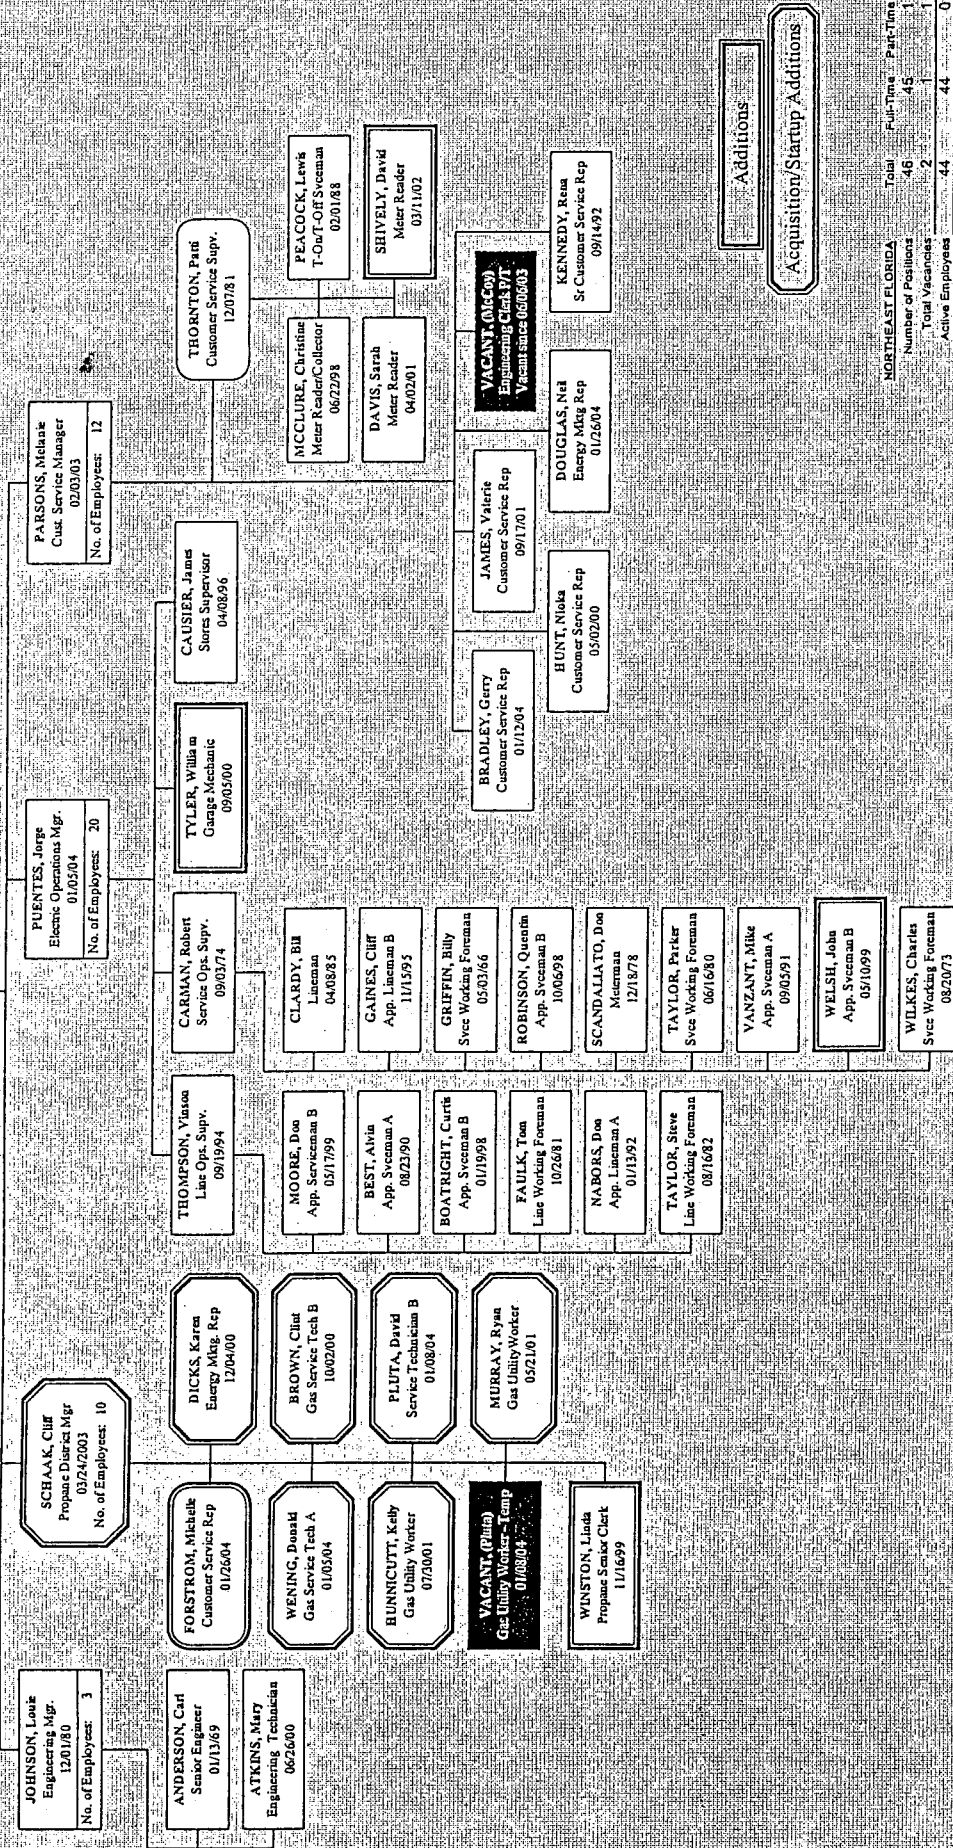 JOHNSON, Louie
Engineering Mgr.
12/01/80
No. of Employees: 3
ANDERSON, Carl
Senior Engineer
01/13/69
ATKINS, Mary
Engineering Technician
06/26/00
SCHAAK, Cliff
Propane District Mgr
03/24/2003
No. of Employees: 10
FORSTROM, Michelle
Customer Service Rep
01/26/04
DICKS, Karen
Energy Mktg. Rep
12/04/00
WENING, Donald
Gas Service Tech A
01/05/04
BROWN, Clint
Gas Service Tech B
10/02/00
HUNNICUTT, Kelly
Gas Utility Worker
07/30/01
PLUTA, David
Service Technician B
01/08/04
VACANT, (Pluta)
Gas Utility Worker-Temp
01/08/04
MURRAY, Ryan
Gas Utility Worker
05/21/01
WINSTON, Linda
Propane Senior Clerk
11/16/99
PUENTES, Jorge
Electric Operations Mgr.
01/05/04
No. of Employees: 20
THOMPSON, Vinson
Line Ops. Supv.
09/19/94
CARMAN, Robert
Service Ops. Supv.
09/03/74
TYLER, William
Garage Mechanic
09/05/00
CAUSIER, James
Stores Supervisor
04/08/96
MOORE, Don
App. Serviceman B
05/17/99
BEST, Alvin
App. Svceman A
08/23/90
BOATRIGHT, Curtis
App. Svceman B
01/19/98
FAULK, Tom
Line Working Foreman
10/26/81
NABORS, Don
App. Lineman A
01/13/92
TAYLOR, Steve
Line Working Foreman
08/16/82
CLARDY, Bill
Lineman
04/08/85
GAINES, Cliff
App. Lineman B
11/15/95
GRIFFIN, Billy
Svce Working Foreman
05/03/66
ROBINSON, Quentin
App. Svceman B
10/06/98
SCANDALIATO, Don
Meterman
12/18/78
TAYLOR, Parker
Svce Working Foreman
06/16/80
VANZANT, Mike
App. Svceman A
09/05/91
WELSH, John
App. Svceman B
05/10/99
WILKES, Charles
Svce Working Foreman
08/20/73
PARSONS, Melanie
Cust. Service Manager
02/03/03
No. of Employees: 12
THORNTON, Patti
Customer Service Supv.
12/07/81
MCCLURE, Christine
Meter Reader/Collector
06/22/98
PEACOCK, Lewis
T-On/T-Off Svceman
02/01/88
DAVIS, Sarah
Meter Reader
04/02/01
SHIVELY, David
Meter Reader
03/11/02
BRADLEY, Gerry
Customer Service Rep
01/12/04
JAMES, Valerie
Customer Service Rep
09/17/01
VACANT, (McCoy)
Engineering Clerk P/T
Vacant since 06/06/03
HUNT, Nioka
Customer Service Rep
05/02/00
DOUGLAS, Neil
Energy Mktg Rep
01/26/04
KENNEDY, Rena
Sr Customer Service Rep
09/14/92
Additions
Acquisition/Startup Additions
NORTHEAST FLORIDA Total Full-Time Part-Time
Number of Positions 46 45 1
Total Vacancies 2 1 1
Active Employees 44 44 0